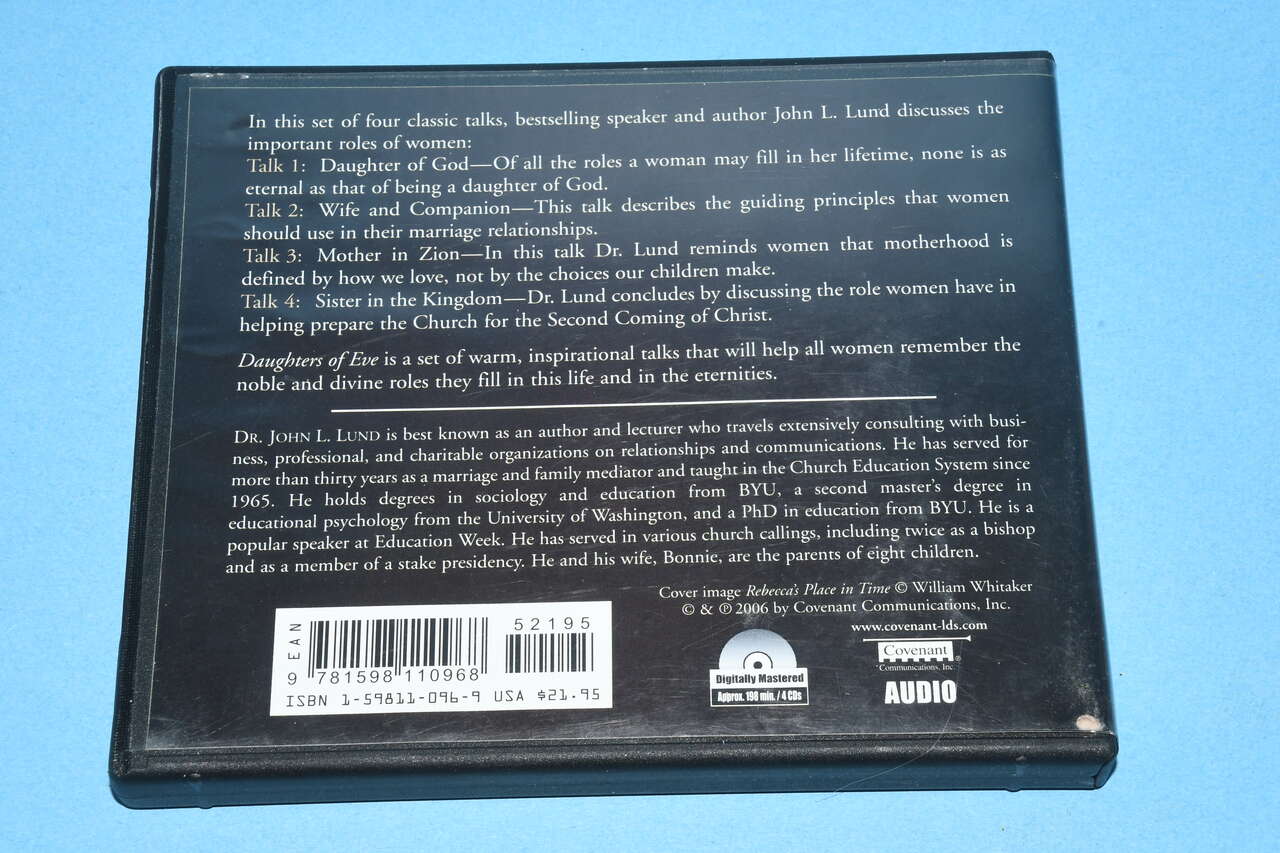 In this set of four classic talks, bestselling speaker and author John L. Lund discusses the
important roles of women:
Talk 1: Daughter of God—Of all the roles a woman may fill in her lifetime, none is as
eternal as that of being a daughter of God.
Talk 2: Wife and Companion—This talk describes the guiding principles that women
should use in their marriage relationships.
Talk 3: Mother in Zion—In this talk Dr. Lund reminds women that motherhood is
defined by how we love, not by the choices our children make.
Talk 4: Sister in the Kingdom—Dr. Lund concludes by discussing the role women have in
helping prepare the Church for the Second Coming of Christ.
Daughters of Eve is a set of warm, inspirational talks that will help all women remember the
noble and divine roles they fill in this life and in the eternities.
DR. JOHN L. LUND is best known as an author and lecturer who travels extensively consulting with busi-
ness, professional, and charitable organizations on relationships and communications. He has served for
more than thirty years as a marriage and family mediator and taught in the Church Education System since
1965. He holds degrees in sociology and education from BYU, a second master's degree in
educational psychology from the University of Washington, and a PhD in education from BYU. He is a
popular speaker at Education Week. He has served in various church callings, including twice as a bishop
and as a member of a stake presidency. He and his wife, Bonnie, are the parents of eight children.
Cover image Rebecca's Place in Time © William Whitaker
© & ℗ 2006 by Covenant Communications, Inc.
www.covenant-lds.com
EAN
52195
9 781598 110968
ISBN 1-59811-096-9 USA $21.95
Digitally Mastered
Approx. 198 min. / 4 CDs
Covenant
Communications, Inc.
®
AUDIO